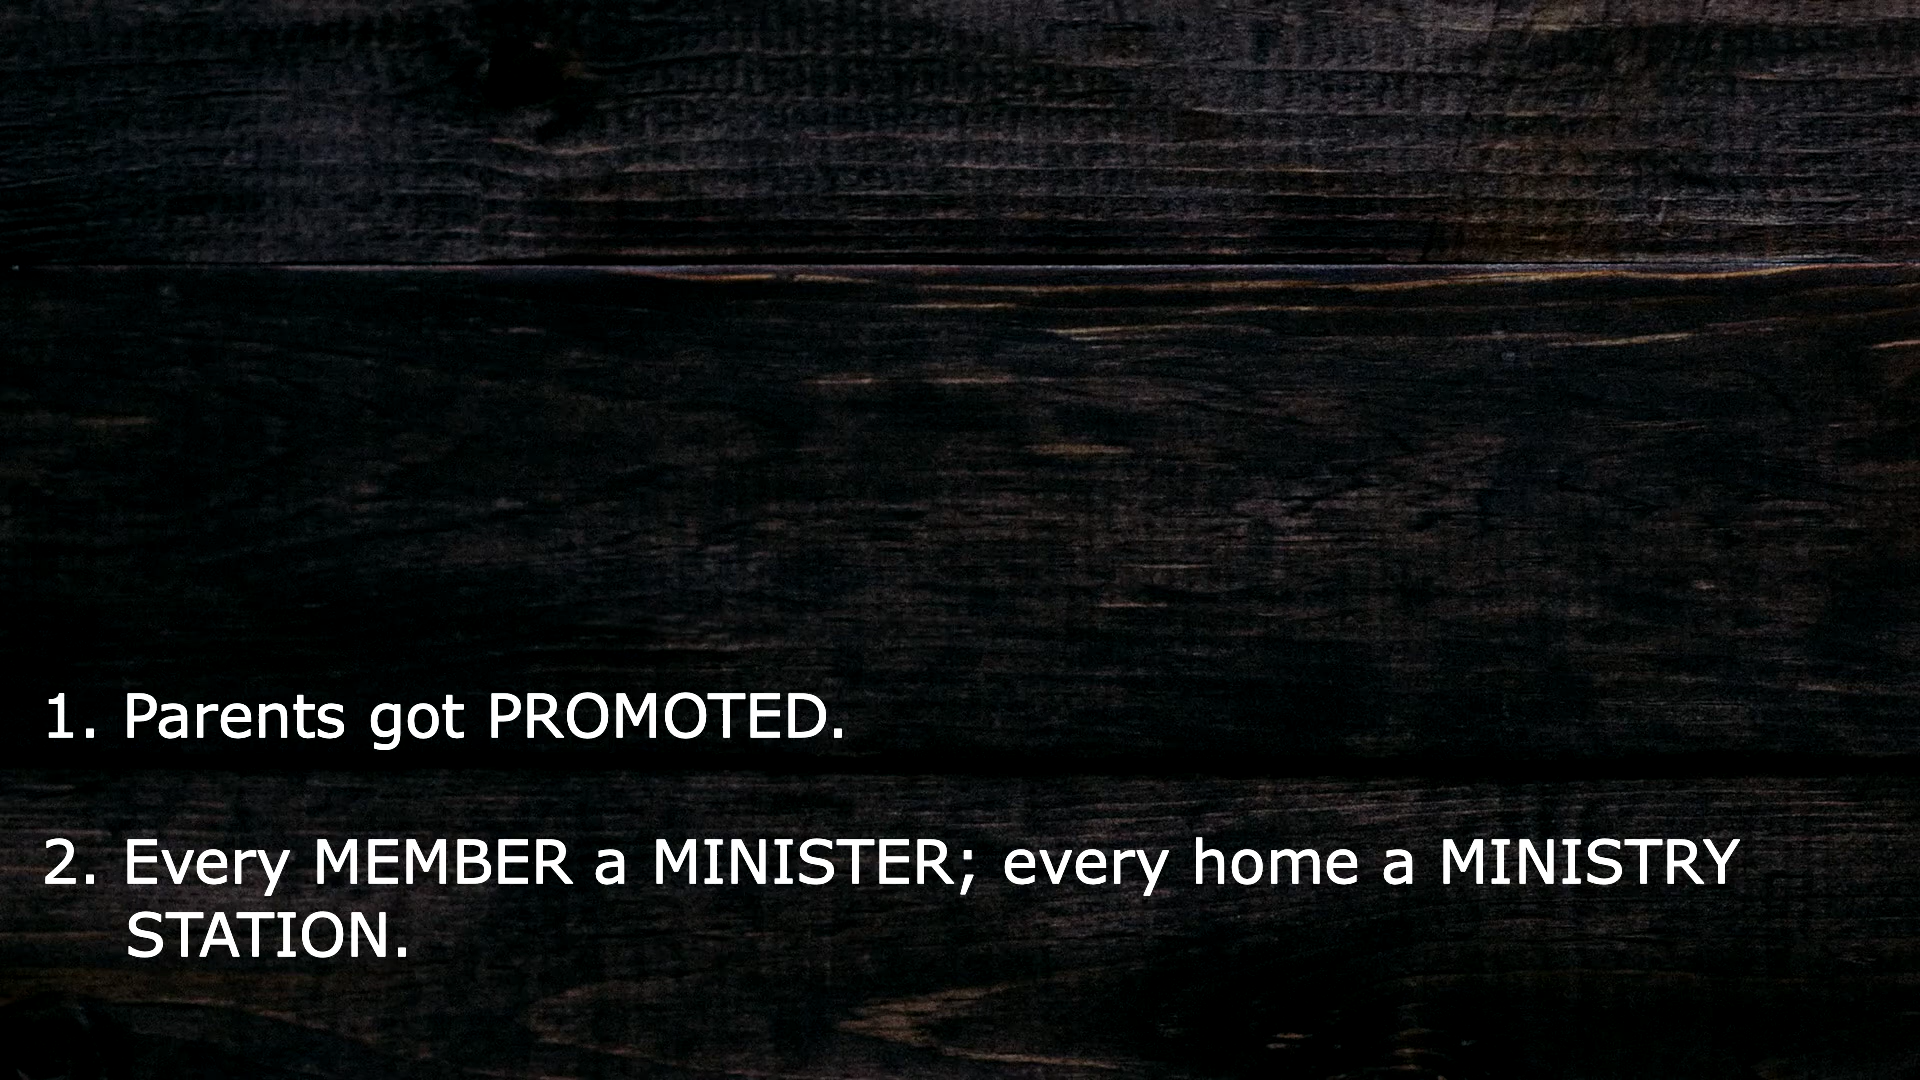 1. Parents got PROMOTED.
2. Every MEMBER a MINISTER; every home a MINISTRY
STATION.